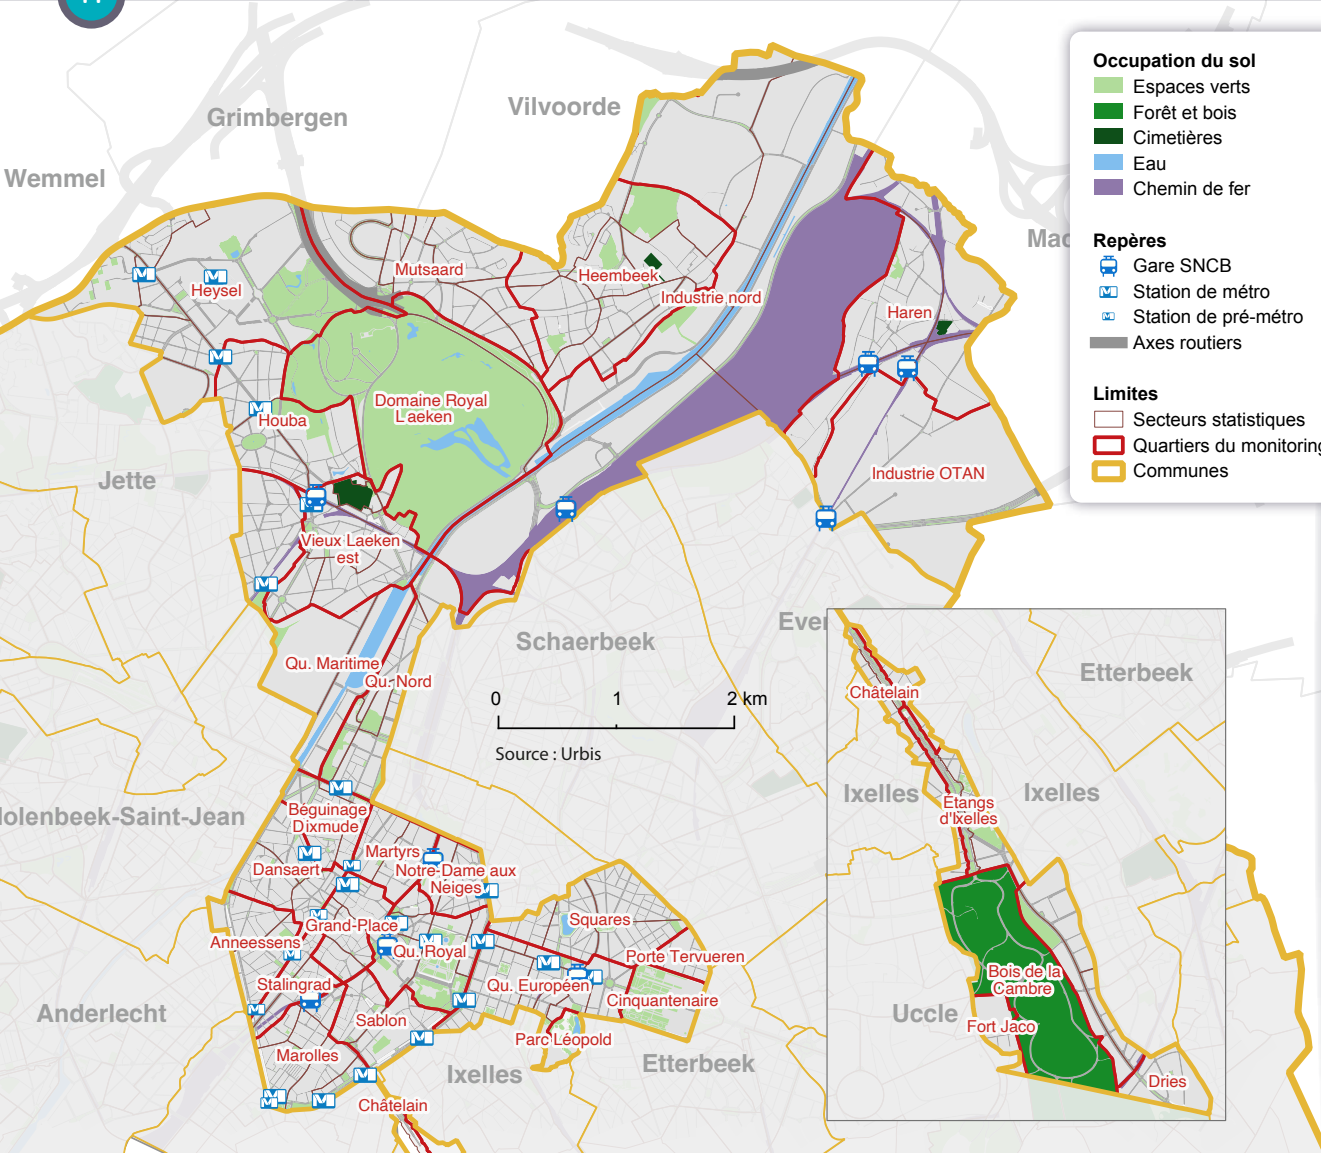 Grimbergen
Vilvoorde
Wemmel
Occupation du sol
Espaces verts
Forêt et bois
Cimetières
Eau
Chemin de fer
Repères
Gare SNCB
Station de métro
Station de pré-métro
Axes routiers
Limites
Secteurs statistiques
Quartiers du monitoring
Communes
Mutsaard
Heysel
Heembeek
Industrie nord
Haren
Domaine Royal
Laeken
Houba
Industrie OTAN
Jette
Vieux Laeken
est
Schaerbeek
Ever
Qu. Maritime
Qu. Nord
0 1 2 km
Source : Urbis
Etterbeek
Châtelain
Ixelles
Ixelles
Etangs
d'Ixelles
Bois de la
Cambre
Uccle
Fort Jaco
Dries
olenbeek-Saint-Jean
Béguinage
Dixmude
Martyrs
Dansaert
Notre-Dame aux
Neiges
Grand-Place
Squares
Anneessens
Qu. Royal
Porte Tervueren
Stalingrad
Qu. Européen
Cinquantenaire
Anderlecht
Sablon
Parc Léopold
Marolles
Ixelles
Etterbeek
Châtelain